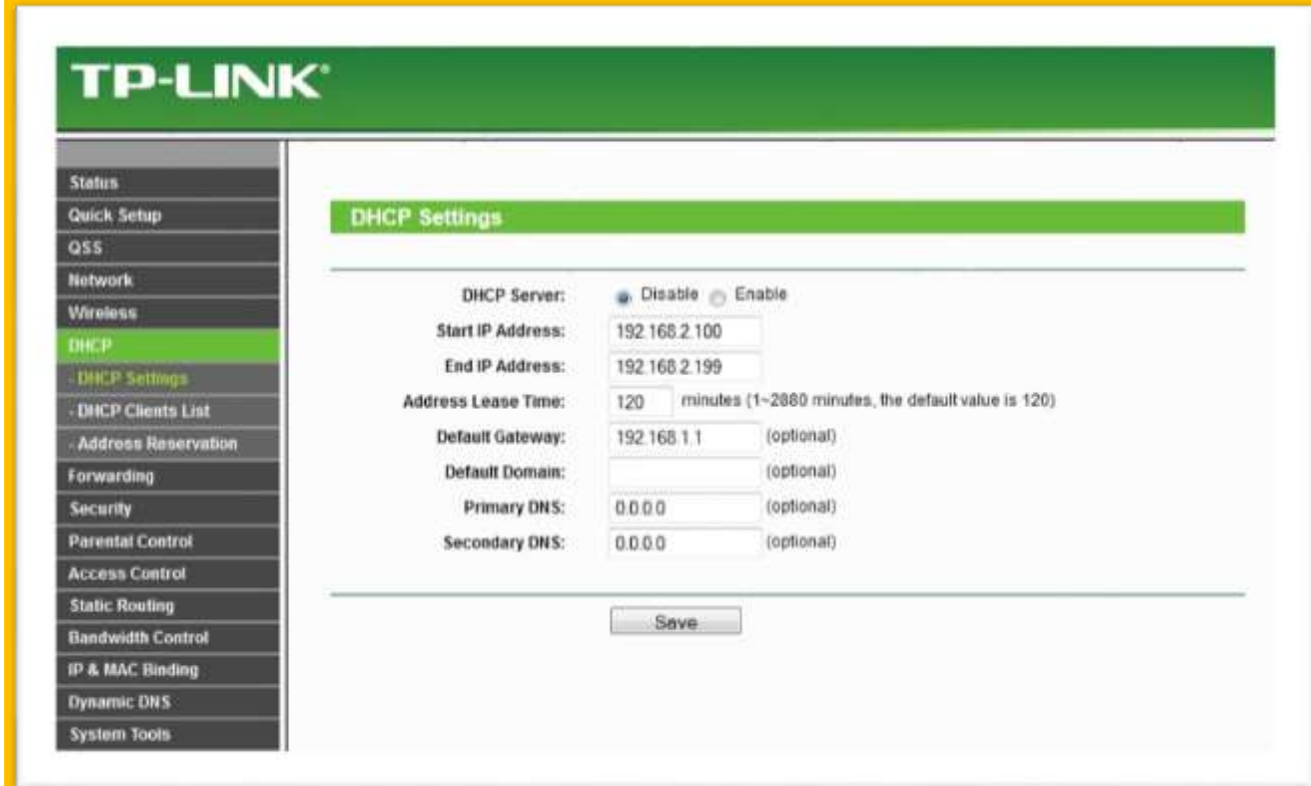 TP-LINK®
Status
Quick Setup
QSS
Network
Wireless
DHCP
- DHCP Settings
- DHCP Clients List
- Address Reservation
Forwarding
Security
Parental Control
Access Control
Static Routing
Bandwidth Control
IP & MAC Binding
Dynamic DNS
System Tools
DHCP Settings
DHCP Server: Disable Enable
Start IP Address: 192.168.2.100
End IP Address: 192.168.2.199
Address Lease Time: 120 minutes (1~2880 minutes, the default value is 120)
Default Gateway: 192.168.1.1 (optional)
Default Domain: (optional)
Primary DNS: 0.0.0.0 (optional)
Secondary DNS: 0.0.0.0 (optional)
Save